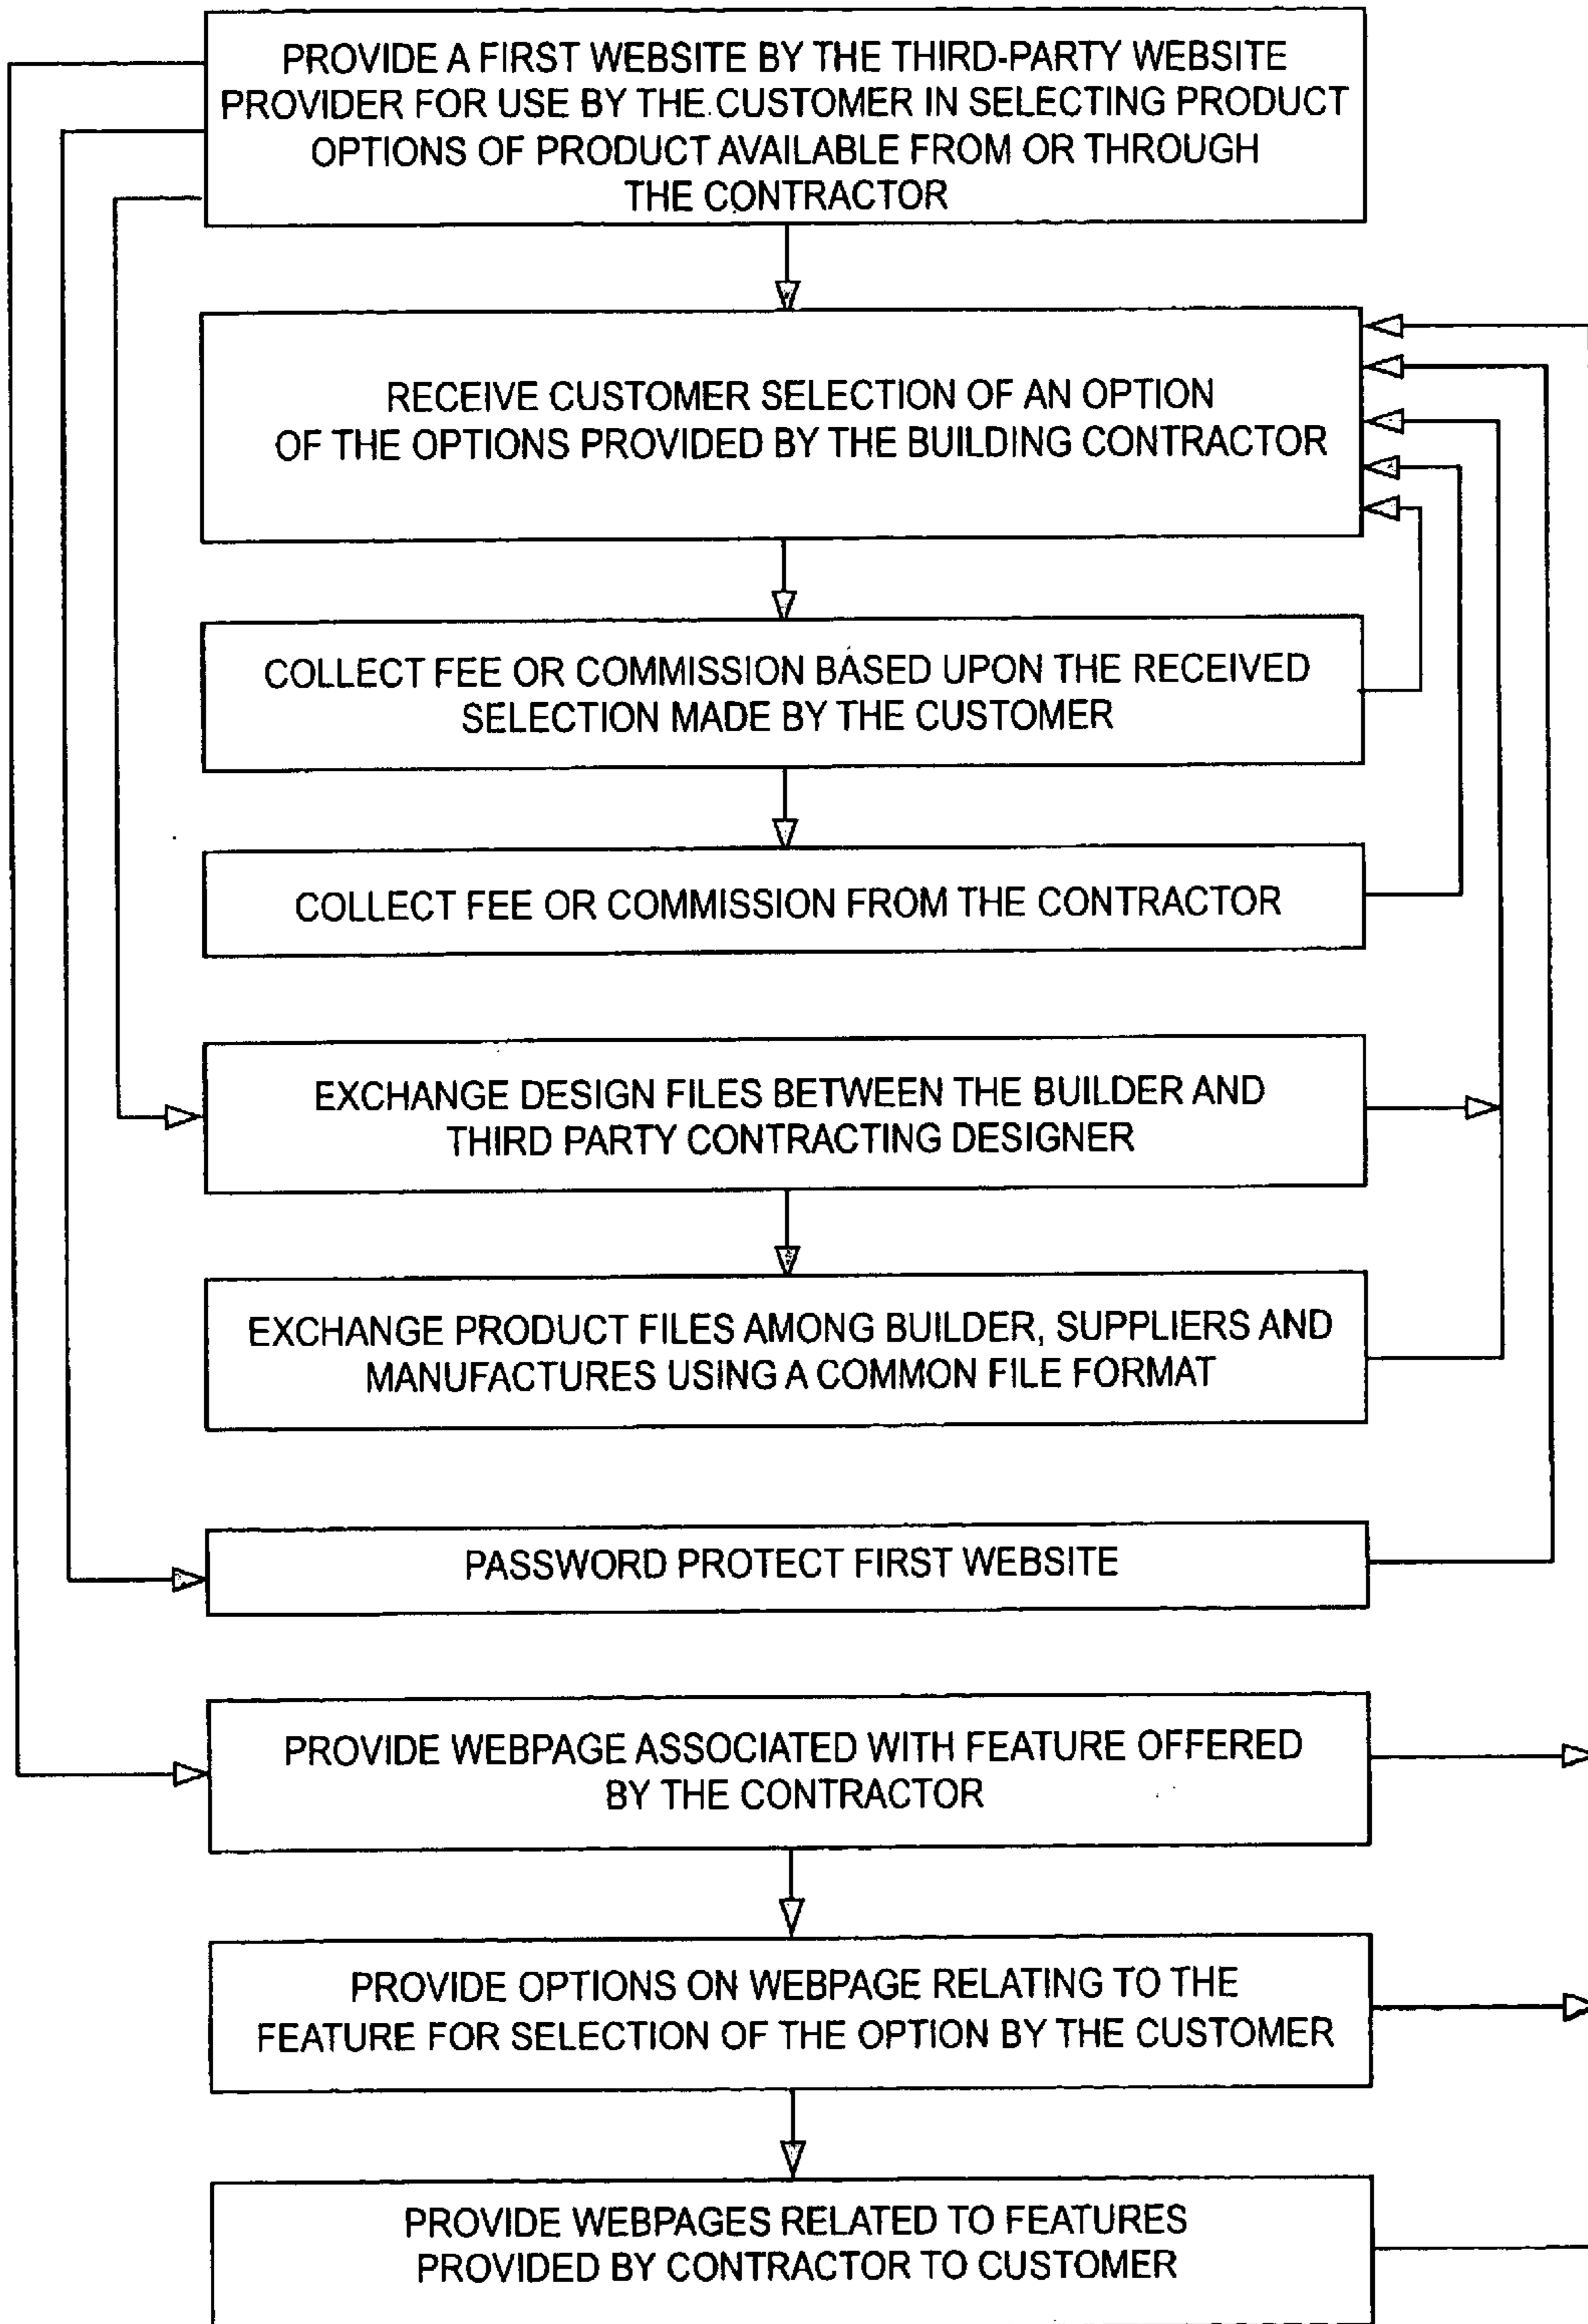 PROVIDE A FIRST WEBSITE BY THE THIRD-PARTY WEBSITE
PROVIDER FOR USE BY THE CUSTOMER IN SELECTING PRODUCT
OPTIONS OF PRODUCT AVAILABLE FROM OR THROUGH
THE CONTRACTOR
RECEIVE CUSTOMER SELECTION OF AN OPTION
OF THE OPTIONS PROVIDED BY THE BUILDING CONTRACTOR
COLLECT FEE OR COMMISSION BASED UPON THE RECEIVED
SELECTION MADE BY THE CUSTOMER
COLLECT FEE OR COMMISSION FROM THE CONTRACTOR
EXCHANGE DESIGN FILES BETWEEN THE BUILDER AND
THIRD PARTY CONTRACTING DESIGNER
EXCHANGE PRODUCT FILES AMONG BUILDER, SUPPLIERS AND
MANUFACTURES USING A COMMON FILE FORMAT
PASSWORD PROTECT FIRST WEBSITE
PROVIDE WEBPAGE ASSOCIATED WITH FEATURE OFFERED
BY THE CONTRACTOR
PROVIDE OPTIONS ON WEBPAGE RELATING TO THE
FEATURE FOR SELECTION OF THE OPTION BY THE CUSTOMER
PROVIDE WEBPAGES RELATED TO FEATURES
PROVIDED BY CONTRACTOR TO CUSTOMER